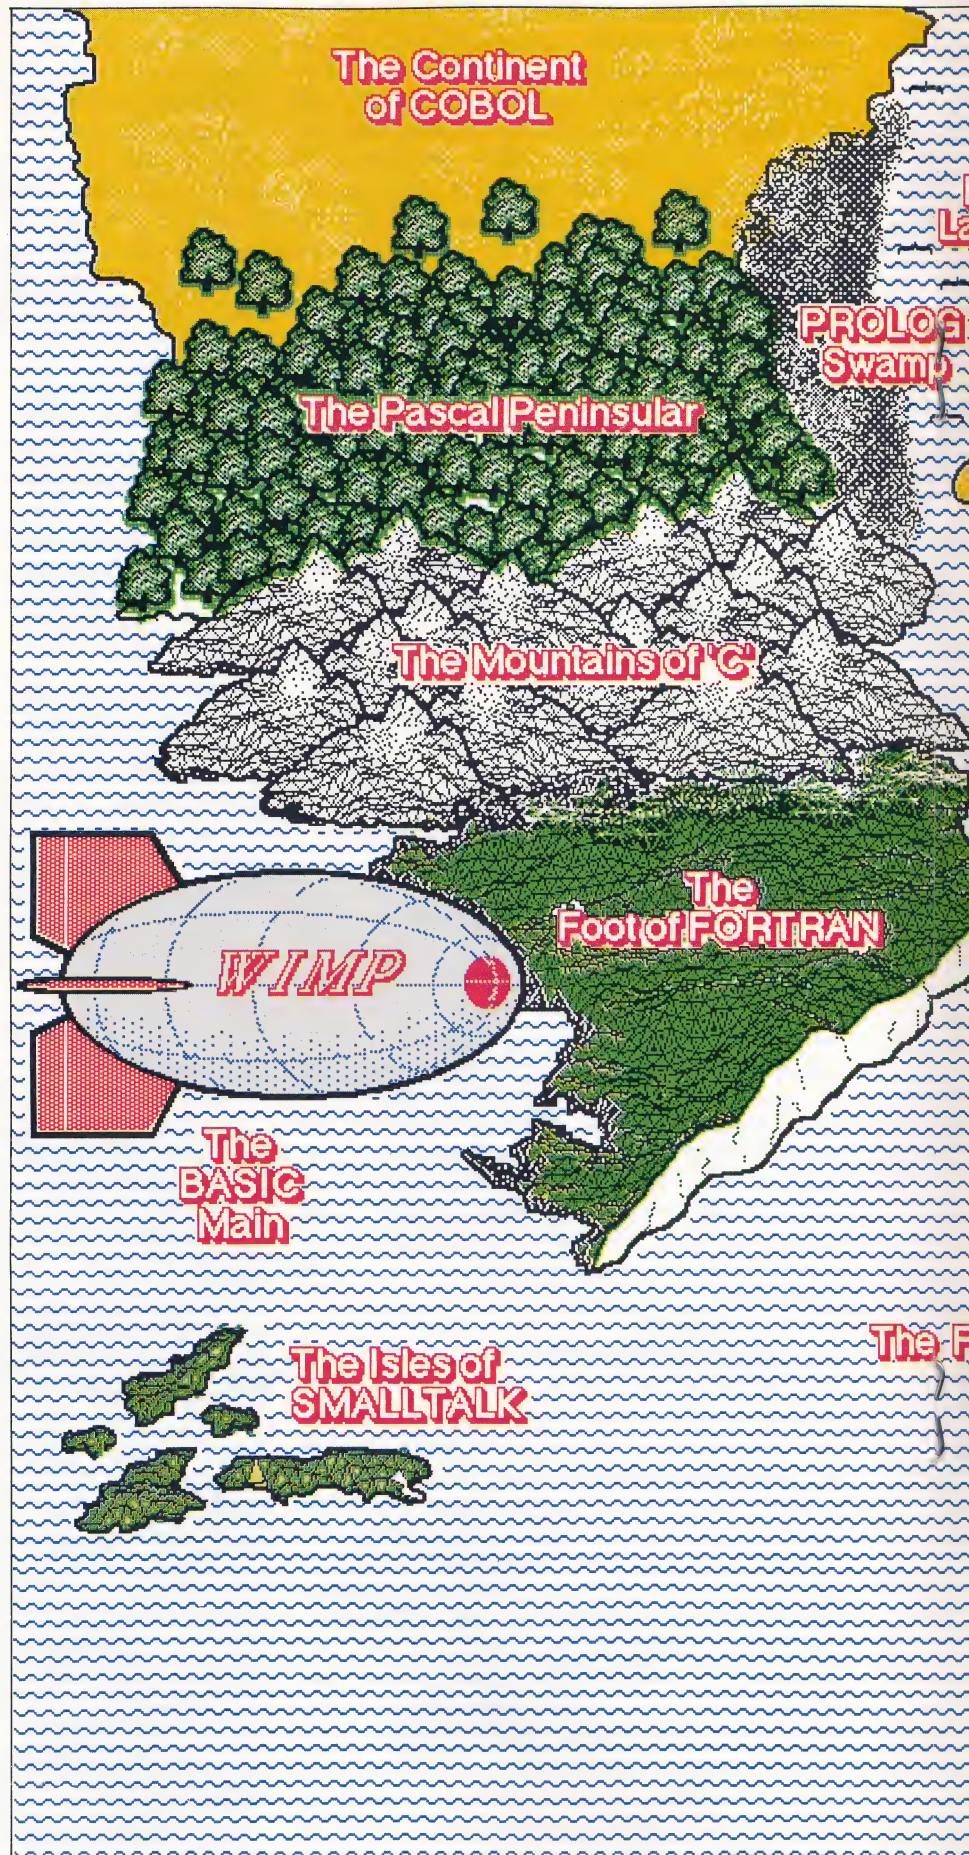 The Continent
of COBOL
PROLOG
Swamp
The Pascal Peninsular
The Mountains of 'C'
The
Foot of FORTRAN
WIMP
The
BASIC
Main
The
The Isles of
SMALLTALK